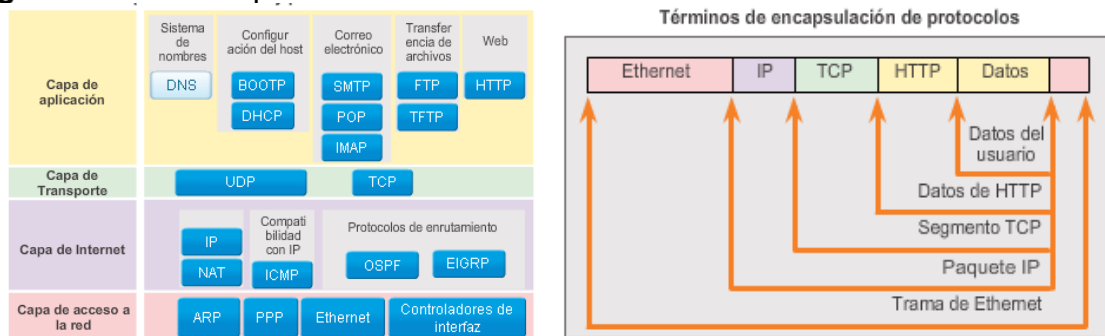 Sistema
de
nombres
Configur
ación del host
Correo
electrónico
Transfer
encia de
archivos
Web
Capa de
aplicación
DNS
BOOTP
SMTP
FTP
HTTP
DHCP
POP
TFTP
IMAP
Capa de
Transporte
UDP
TCP
Capa de Internet
IP
NAT
Compati
bilidad
con IP
ICMP
Protocolos de enrutamiento
OSPF
EIGRP
Capa de acceso a
la red
ARP
PPP
Ethernet
Controladores de
interfaz
Términos de encapsulación de protocolos
Ethernet
IP
TCP
HTTP
Datos
Datos del
usuario
Datos de HTTP
Segmento TCP
Paquete IP
Trama de Ethernet